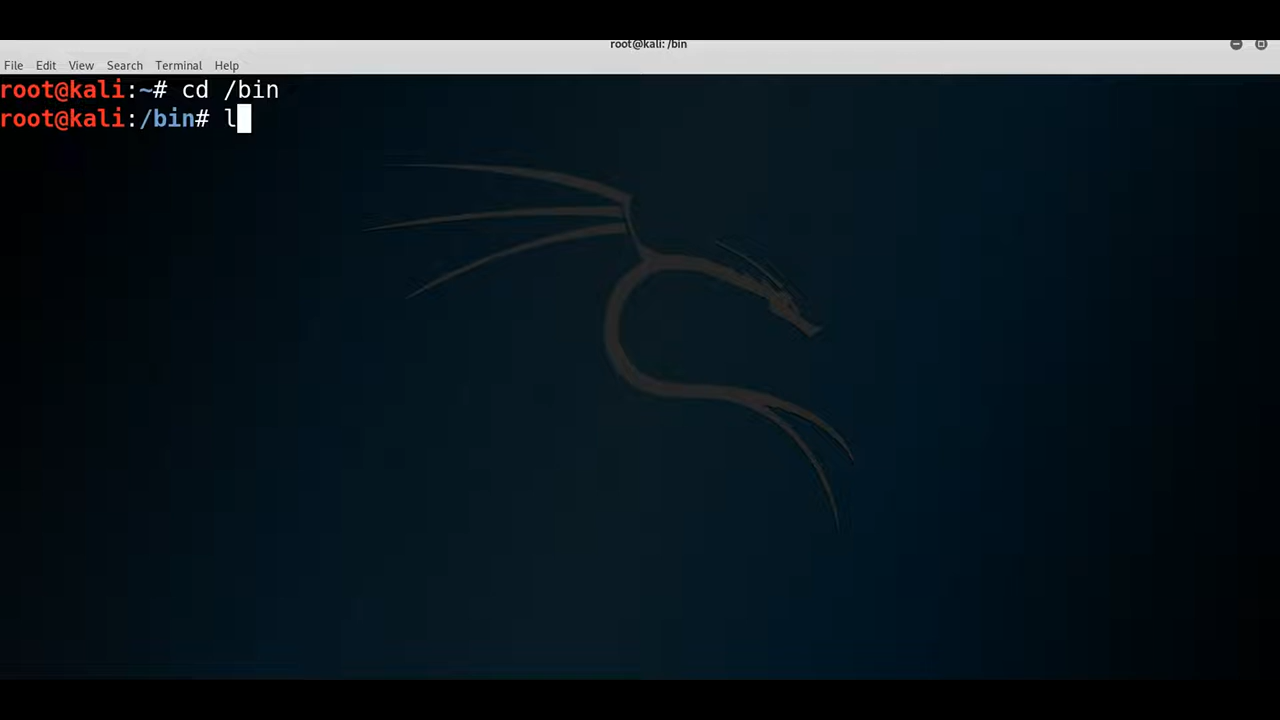 root@kali: /bin
File Edit View Search Terminal Help
root@kali:~# cd /bin
root@kali:/bin# l